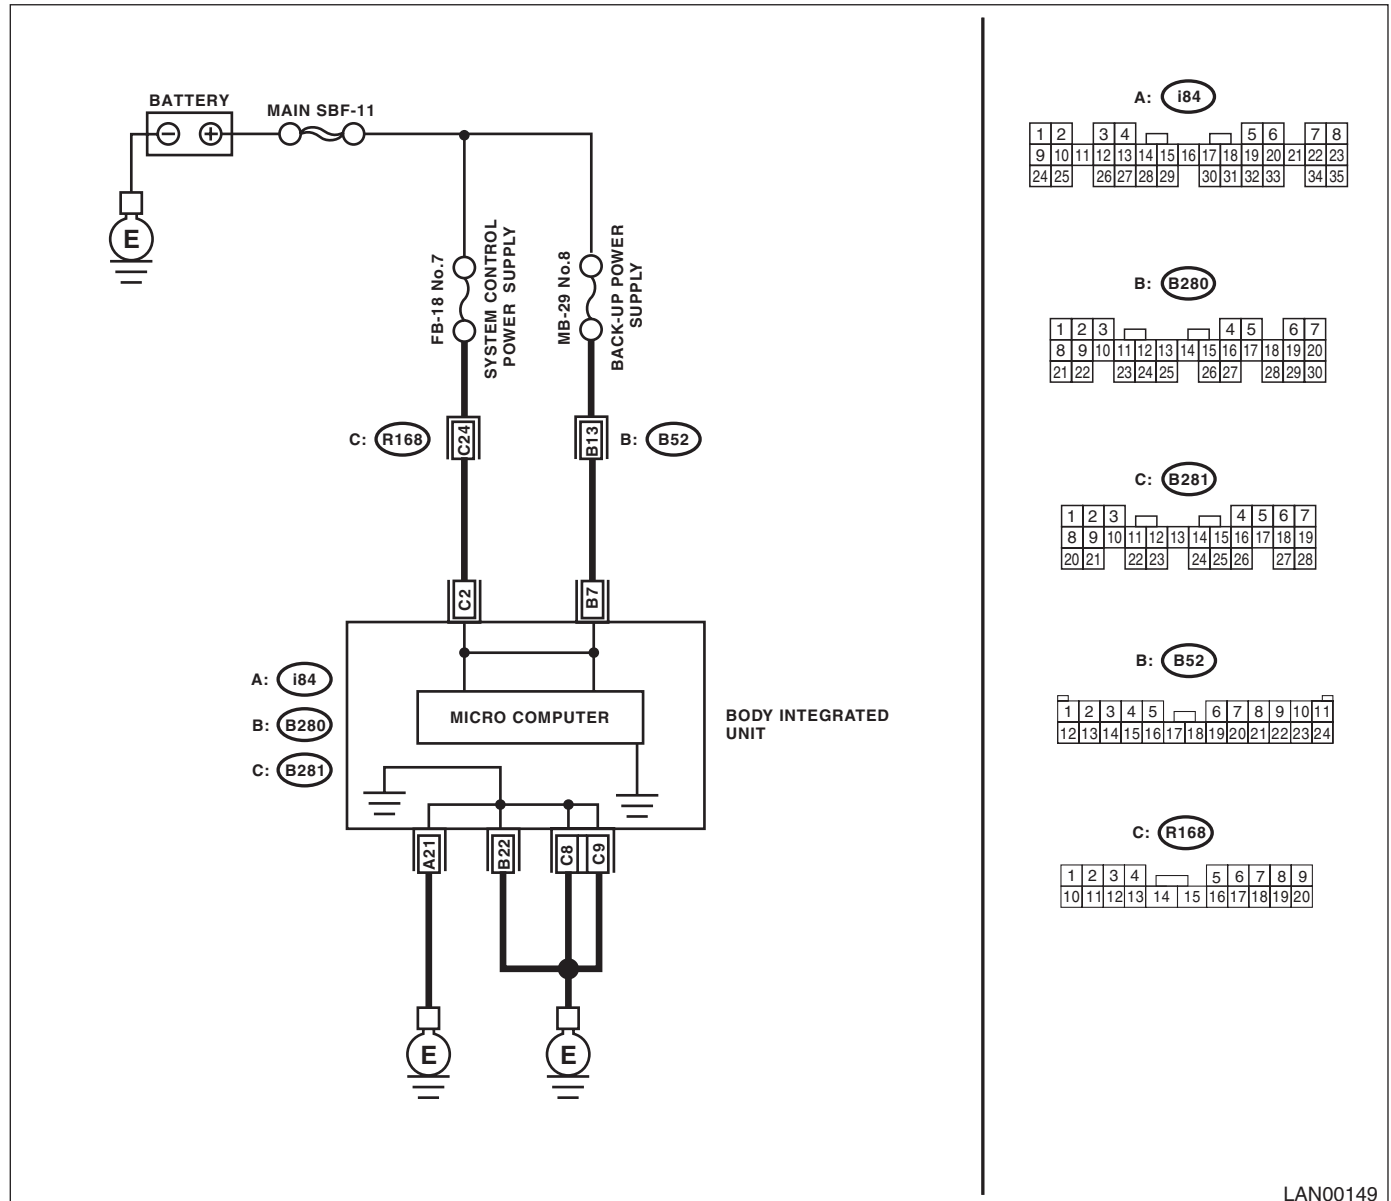 BATTERY
MAIN SBF-11
E
FB-18 No.7
SYSTEM CONTROL
POWER SUPPLY
MB-29 No.8
BACK-UP POWER
SUPPLY
C: R168
C24
B13
B: B52
C2
B7
A: i84
B: B280
C: B281
MICRO COMPUTER
BODY INTEGRATED
UNIT
A21
B22
C8
C9
E
E
A: i84
1 2 3 4 5 6 7 8
9 10 11 12 13 14 15 16 17 18 19 20 21 22 23
24 25 26 27 28 29 30 31 32 33 34 35
B: B280
1 2 3 4 5 6 7
8 9 10 11 12 13 14 15 16 17 18 19 20
21 22 23 24 25 26 27 28 29 30
C: B281
1 2 3 4 5 6 7
8 9 10 11 12 13 14 15 16 17 18 19
20 21 22 23 24 25 26 27 28
B: B52
1 2 3 4 5 6 7 8 9 10 11
12 13 14 15 16 17 18 19 20 21 22 23 24
C: R168
1 2 3 4 5 6 7 8 9
10 11 12 13 14 15 16 17 18 19 20
LAN00149